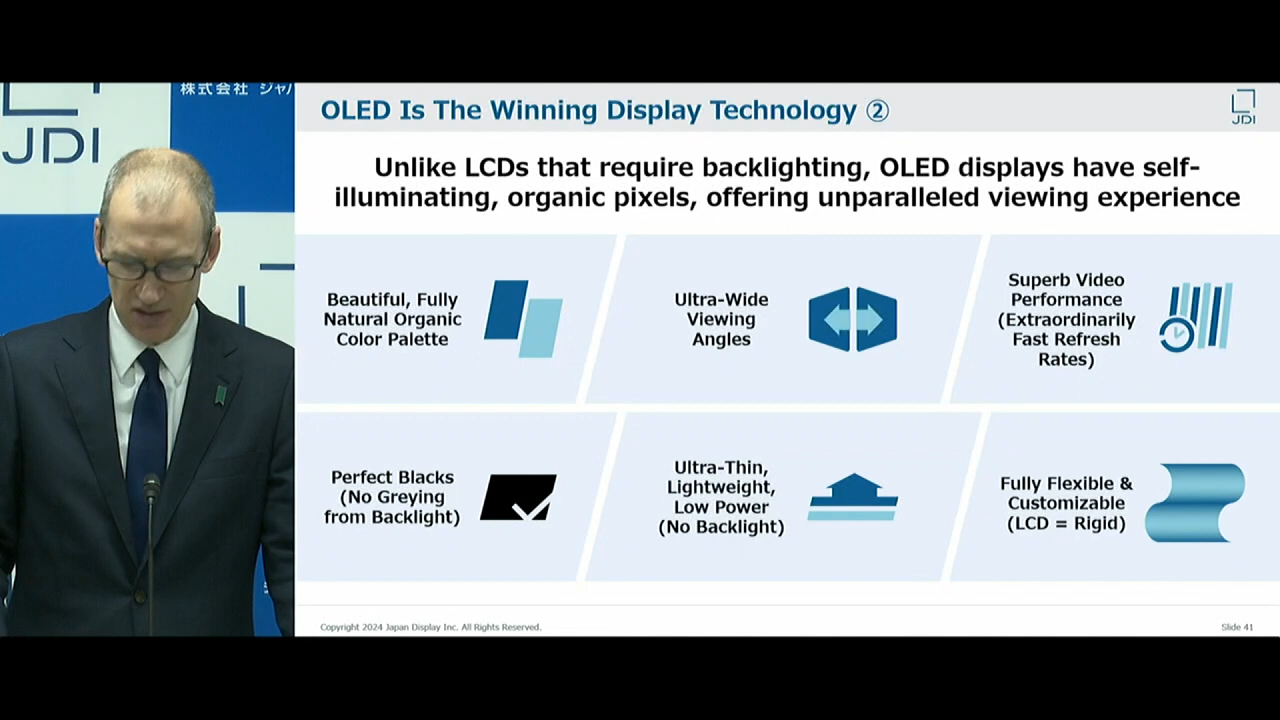 株式会社 ジャパ
JDI
OLED Is The Winning Display Technology ②
JDI
Unlike LCDs that require backlighting, OLED displays have self-
illuminating, organic pixels, offering unparalleled viewing experience
Beautiful, Fully
Natural Organic
Color Palette
Ultra-Wide
Viewing
Angles
Superb Video
Performance
(Extraordinarily
Fast Refresh
Rates)
Perfect Blacks
(No Greying
from Backlight)
Ultra-Thin,
Lightweight,
Low Power
(No Backlight)
Fully Flexible &
Customizable
(LCD = Rigid)
Copyright 2024 Japan Display Inc. All Rights Reserved.
Slide 41